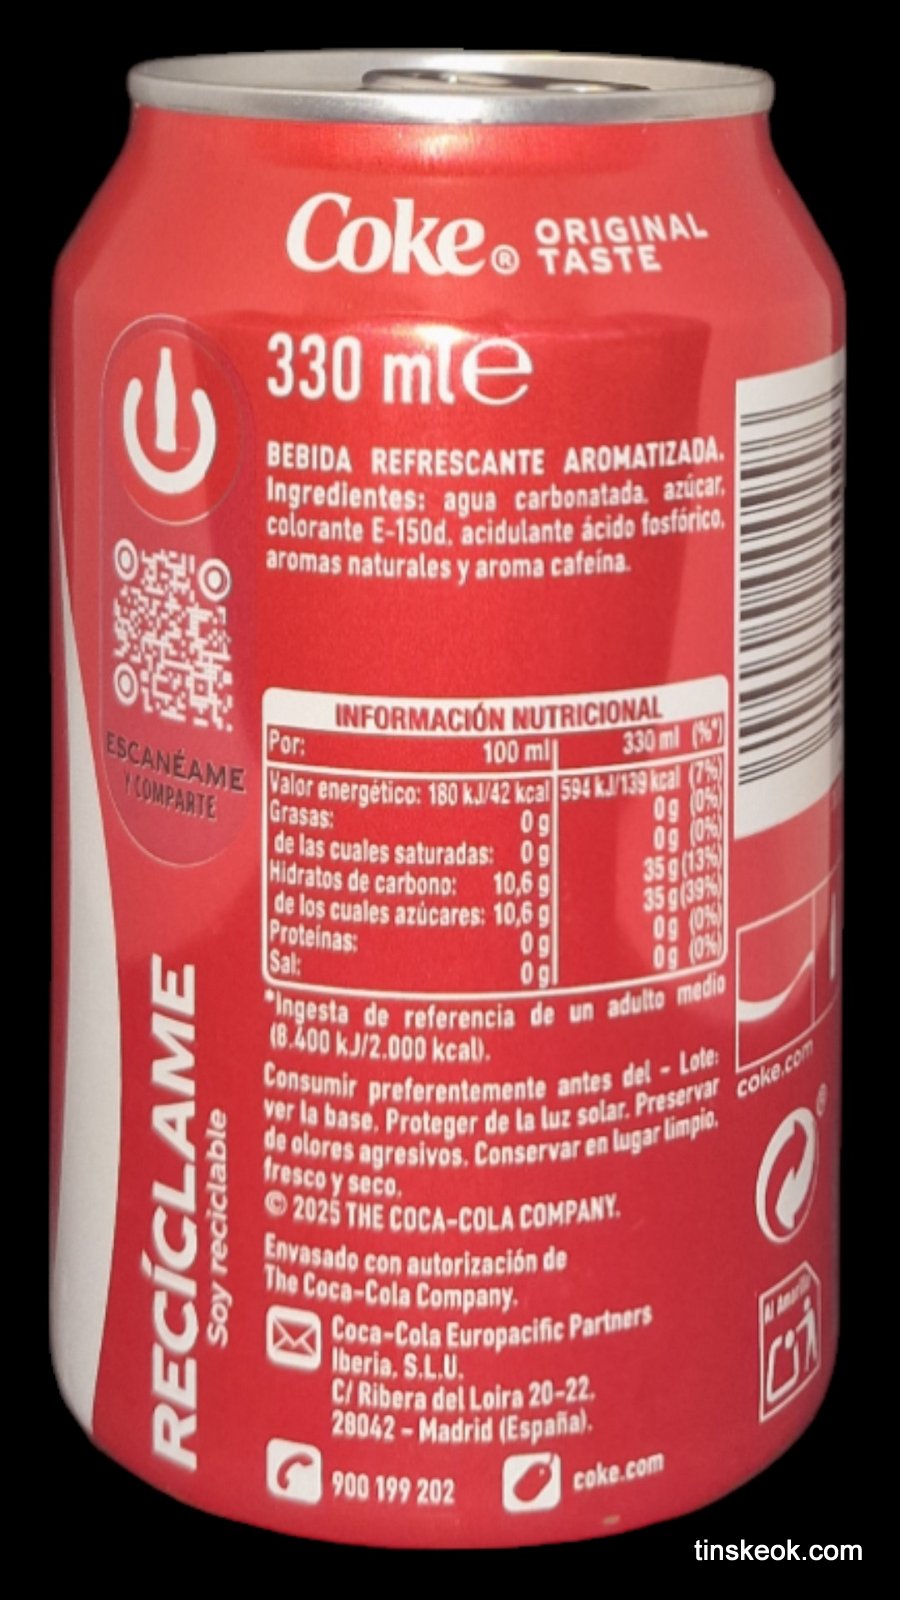 Coke® ORIGINAL
TASTE
330 ml e
BEBIDA REFRESCANTE AROMATIZADA.
Ingredientes: agua carbonatada, azúcar,
colorante E-150d, acidulante ácido fosfórico,
aromas naturales y aroma cafeína.
ESCANÉAME
Y COMPARTE
INFORMACIÓN NUTRICIONAL
Por: 100 ml 330 ml (%*)
Valor energético: 180 kJ/42 kcal 594 kJ/139 kcal (7%)
Grasas: 0 g 0 g (0%)
de las cuales saturadas: 0 g 0 g (0%)
Hidratos de carbono: 10,6 g 35 g (13%)
de los cuales azúcares: 10,6 g 35 g (39%)
Proteínas: 0 g 0 g (0%)
Sal: 0 g 0 g (0%)
*Ingesta de referencia de un adulto medio
(8.400 kJ/2.000 kcal).
Consumir preferentemente antes del - Lote:
ver la base. Proteger de la luz solar. Preservar
de olores agresivos. Conservar en lugar limpio,
fresco y seco.
© 2025 THE COCA-COLA COMPANY.
Envasado con autorización de
The Coca-Cola Company.
Coca-Cola Europacific Partners
Iberia, S.L.U.
C/ Ribera del Loira 20-22.
28042 - Madrid (España).
900 199 202 coke.com
RECÍCLAME
Soy reciclable
coke.com
®
Al Amarillo
tinskeok.com